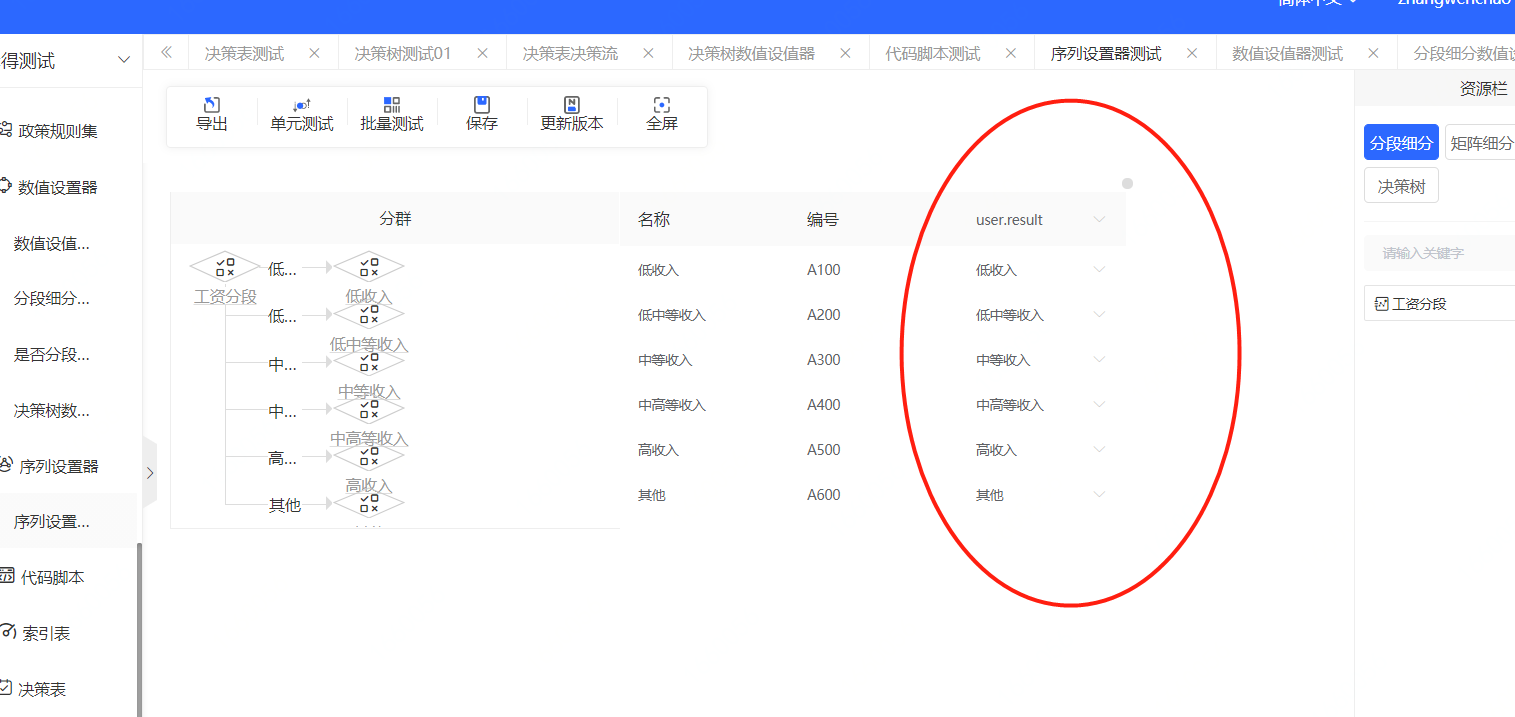 简体中文 zhangwenchao
得测试
决策表测试 决策树测试01 决策表决策流 决策树数值设值器 代码脚本测试 序列设置器测试 数值设值器测试 分段细分数值
政策规则集
数值设置器
数值设值...
分段细分...
是否分段...
决策树数...
序列设置器
序列设置...
代码脚本
索引表
决策表
导出 单元测试 批量测试 保存 更新版本 全屏
分群 名称 编号 user.result
工资分段
低... 低收入
低... 低中等收入
中... 中等收入
中... 中高等收入
高... 高收入
其他
低收入 A100 低收入
低中等收入 A200 低中等收入
中等收入 A300 中等收入
中高等收入 A400 中高等收入
高收入 A500 高收入
其他 A600 其他
资源栏
分段细分 矩阵细分
决策树
请输入关键字
工资分段